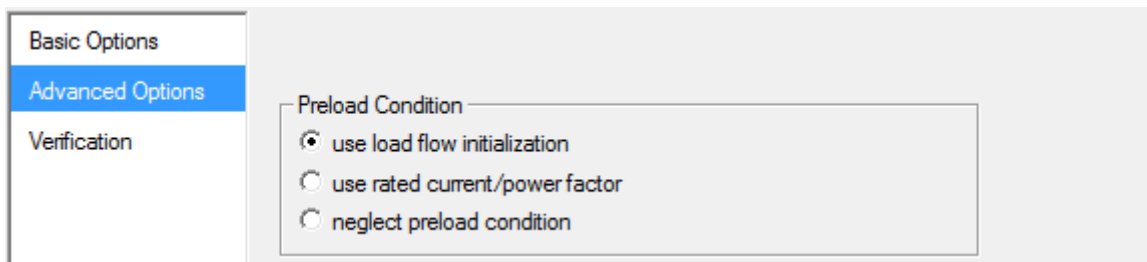 Basic Options
Advanced Options
Verification
Preload Condition
use load flow initialization
use rated current/power factor
neglect preload condition